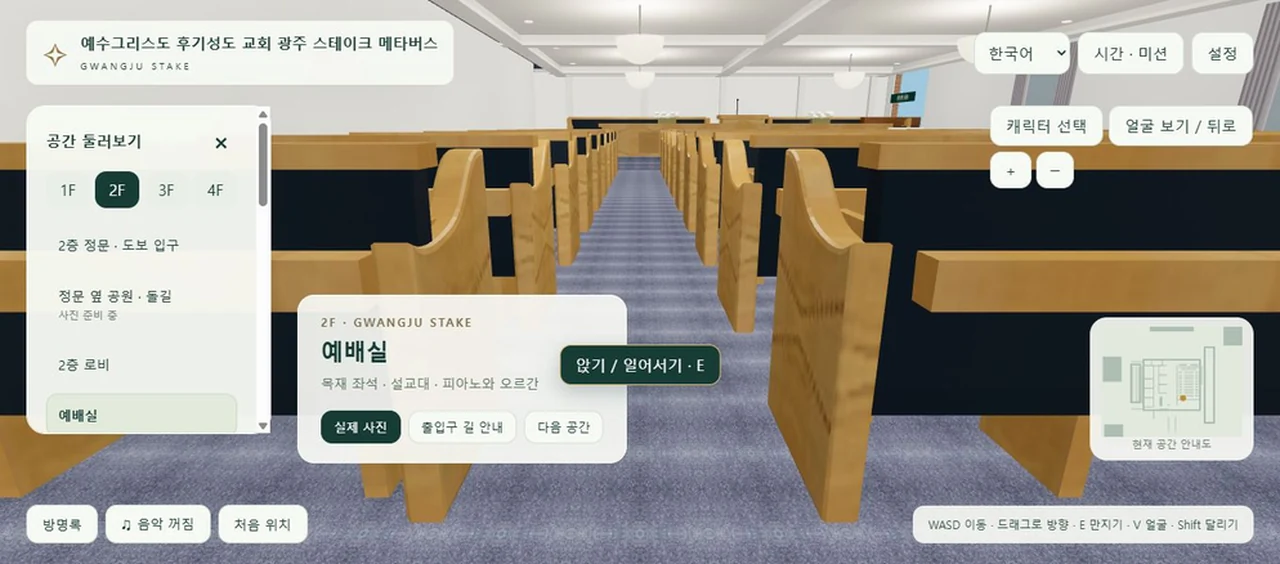 예수그리스도 후기성도 교회 광주 스테이크 메타버스
GWANGJU STAKE
한국어
시간 · 미션
설정
캐릭터 선택
얼굴 보기 / 뒤로
+
−
공간 둘러보기
×
1F
2F
3F
4F
2층 정문 · 도보 입구
정문 옆 공원 · 돌길
사진 준비 중
2층 로비
예배실
2F · GWANGJU STAKE
예배실
목재 좌석 · 설교대 · 피아노와 오르간
앉기 / 일어서기 · E
실제 사진
출입구 길 안내
다음 공간
현재 공간 안내도
방명록
♫ 음악 꺼짐
처음 위치
WASD 이동 · 드래그로 방향 · E 만지기 · V 얼굴 · Shift 달리기